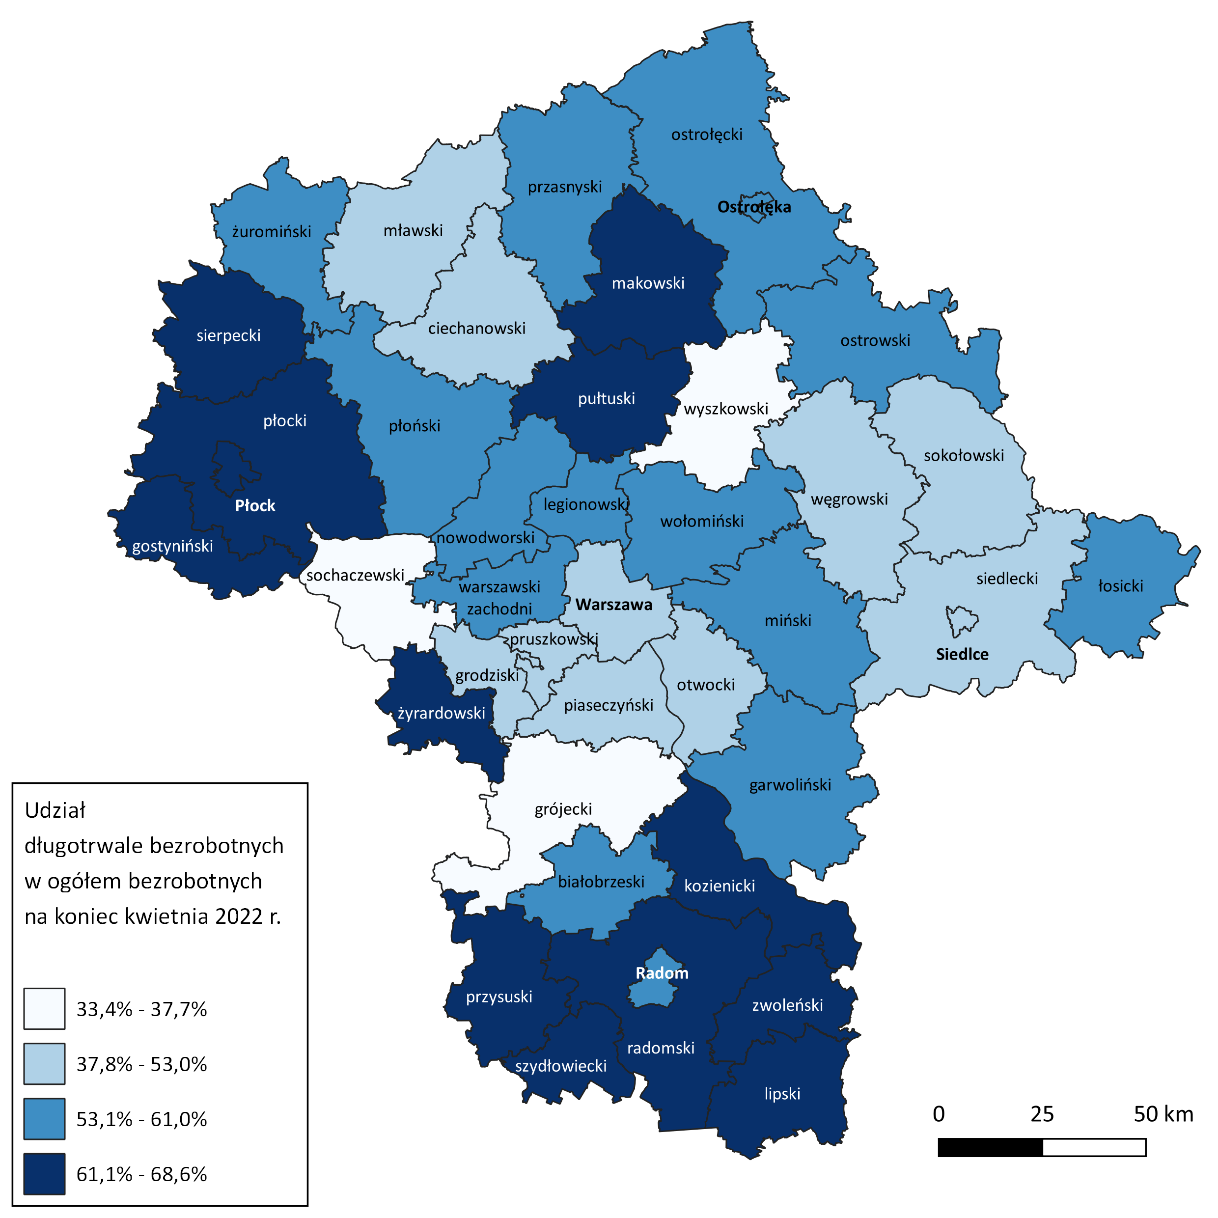 ostrołęcki
przasnyski
Ostrołęka
żuromiński
mławski
makowski
ciechanowski
sierpecki
ostrowski
pułtuski
wyszkowski
płocki
płoński
sokołowski
węgrowski
Płock
legionowski
wołomiński
nowodworski
gostyniński
sochaczewski
siedlecki
łosicki
warszawski
zachodni
Warszawa
miński
pruszkowski
Siedlce
grodziski
otwocki
piaseczyński
żyrardowski
garwoliński
grójecki
białobrzeski
kozienicki
Radom
przysuski
zwoleński
radomski
szydłowiecki
lipski
Udział
długotrwale bezrobotnych
w ogółem bezrobotnych
na koniec kwietnia 2022 r.
33,4% - 37,7%
37,8% - 53,0%
53,1% - 61,0%
61,1% - 68,6%
0 25 50 km